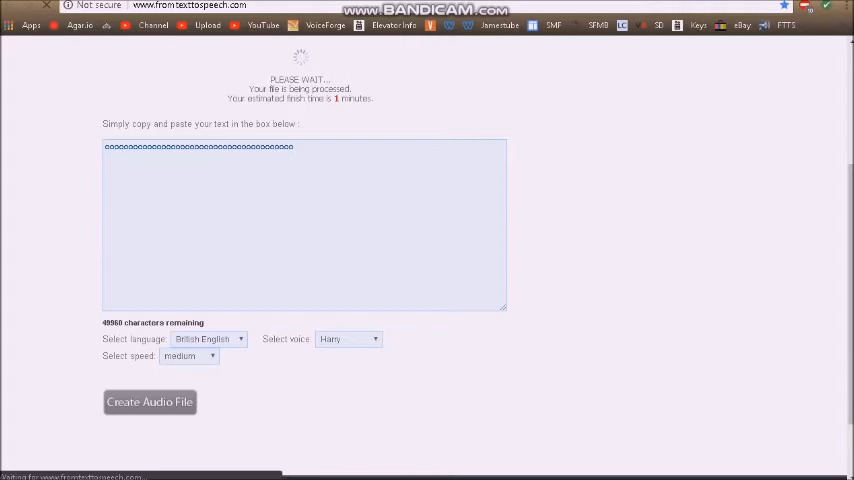 www.BANDICAM.com
Not secure www.fromtexttospeech.com
Apps Agar.io Channel Upload YouTube VoiceForge Elevator Info Jamestube SMF SFMB LC SD Keys eBay FTTS
PLEASE WAIT...
Your file is being processed.
Your estimated finish time is 1 minutes.
Simply copy and paste your text in the box below :
49960 characters remaining
Select language: British English Select voice Harry
Select speed: medium
Create Audio File
Waiting for www.fromtexttospeech.com...